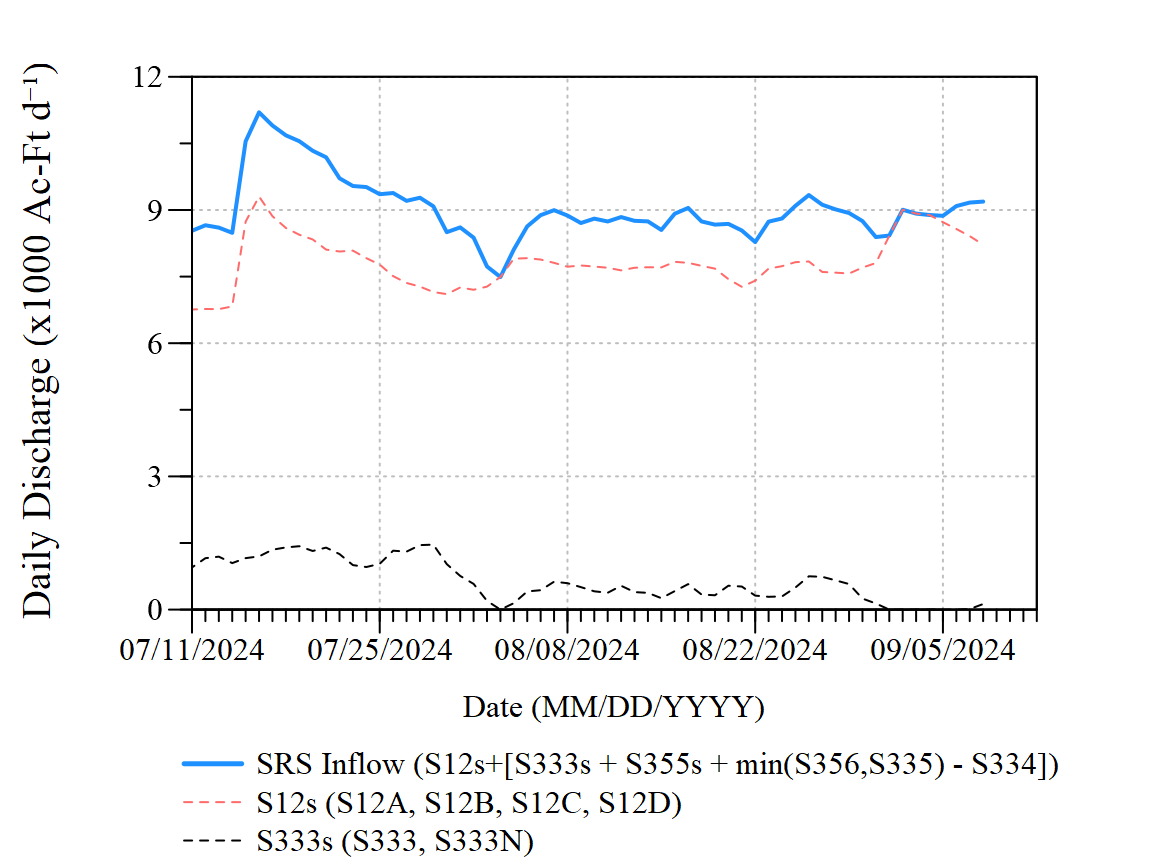 Daily Discharge (x1000 Ac-Ft d⁻¹)
12
9
6
3
0
07/11/2024 07/25/2024 08/08/2024 08/22/2024 09/05/2024
Date (MM/DD/YYYY)
SRS Inflow (S12s+[S333s + S355s + min(S356,S335) - S334])
S12s (S12A, S12B, S12C, S12D)
S333s (S333, S333N)